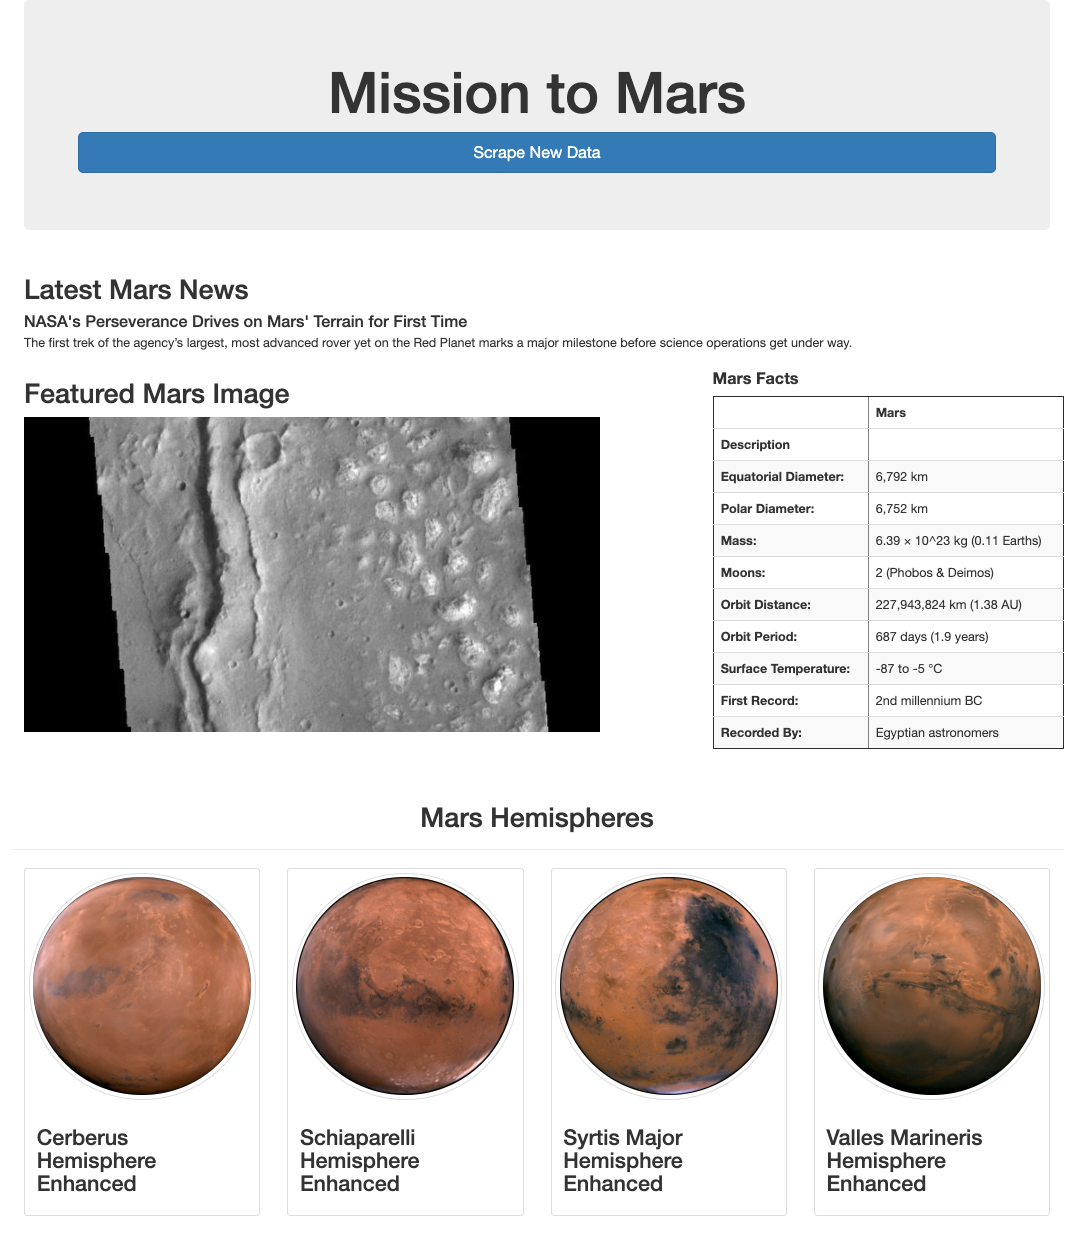 Mission to Mars
Scrape New Data
Latest Mars News
NASA's Perseverance Drives on Mars' Terrain for First Time
The first trek of the agency’s largest, most advanced rover yet on the Red Planet marks a major milestone before science operations get under way.
Featured Mars Image
Mars Facts
Mars
Description
Equatorial Diameter: 6,792 km
Polar Diameter: 6,752 km
Mass: 6.39 × 10^23 kg (0.11 Earths)
Moons: 2 (Phobos & Deimos)
Orbit Distance: 227,943,824 km (1.38 AU)
Orbit Period: 687 days (1.9 years)
Surface Temperature: -87 to -5 °C
First Record: 2nd millennium BC
Recorded By: Egyptian astronomers
Mars Hemispheres
Cerberus
Hemisphere
Enhanced
Schiaparelli
Hemisphere
Enhanced
Syrtis Major
Hemisphere
Enhanced
Valles Marineris
Hemisphere
Enhanced